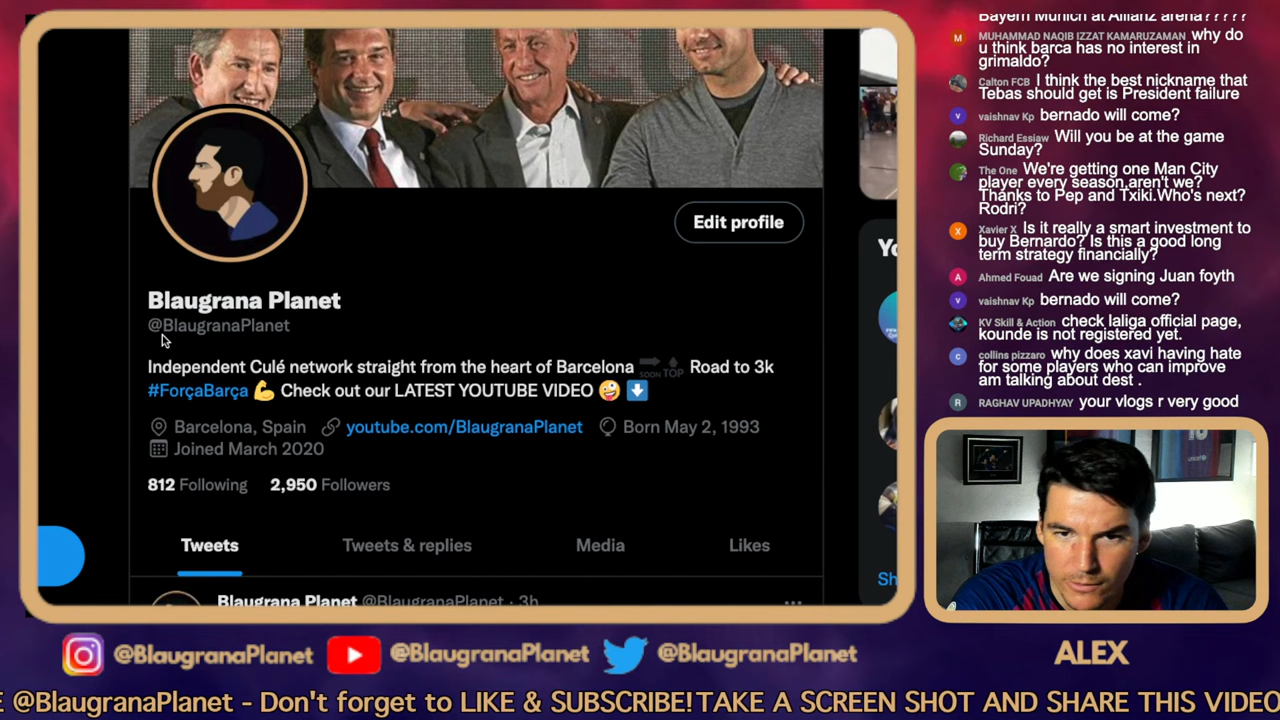 Edit profile
Yo
Blaugrana Planet
@BlaugranaPlanet
Independent Culé network straight from the heart of Barcelona SOON TOP Road to 3k
#ForçaBarça 💪 Check out our LATEST YOUTUBE VIDEO 🤪 ⬇️
Barcelona, Spain youtube.com/BlaugranaPlanet Born May 2, 1993
Joined March 2020
812 Following 2,950 Followers
Tweets Tweets & replies Media Likes
Sh
Blaugrana Planet @BlaugranaPlanet · 3h
Bayern Munich at Allianz arena?????
M MUHAMMAD NAQIB IZZAT KAMARUZAMAN why do
u think barca has no interest in
grimaldo?
Calton FCB I think the best nickname that
Tebas should get is President failure
V vaishnav Kp bernado will come?
Richard Essiaw Will you be at the game
Sunday?
The One We're getting one Man City
player every season,aren't we?
Thanks to Pep and Txiki.Who's next?
Rodri?
X Xavier X Is it really a smart investment to
buy Bernardo? Is this a good long
term strategy financially?
A Ahmed Fouad Are we signing Juan foyth
V vaishnav Kp bernado will come?
KV Skill & Action check laliga official page,
kounde is not registered yet.
C collins pizzaro why does xavi having hate
for some players who can improve
am talking about dest .
R RAGHAV UPADHYAY your vlogs r very good
@BlaugranaPlanet @BlaugranaPlanet @BlaugranaPlanet
ALEX
E @BlaugranaPlanet - Don't forget to LIKE & SUBSCRIBE! TAKE A SCREEN SHOT AND SHARE THIS VIDEO